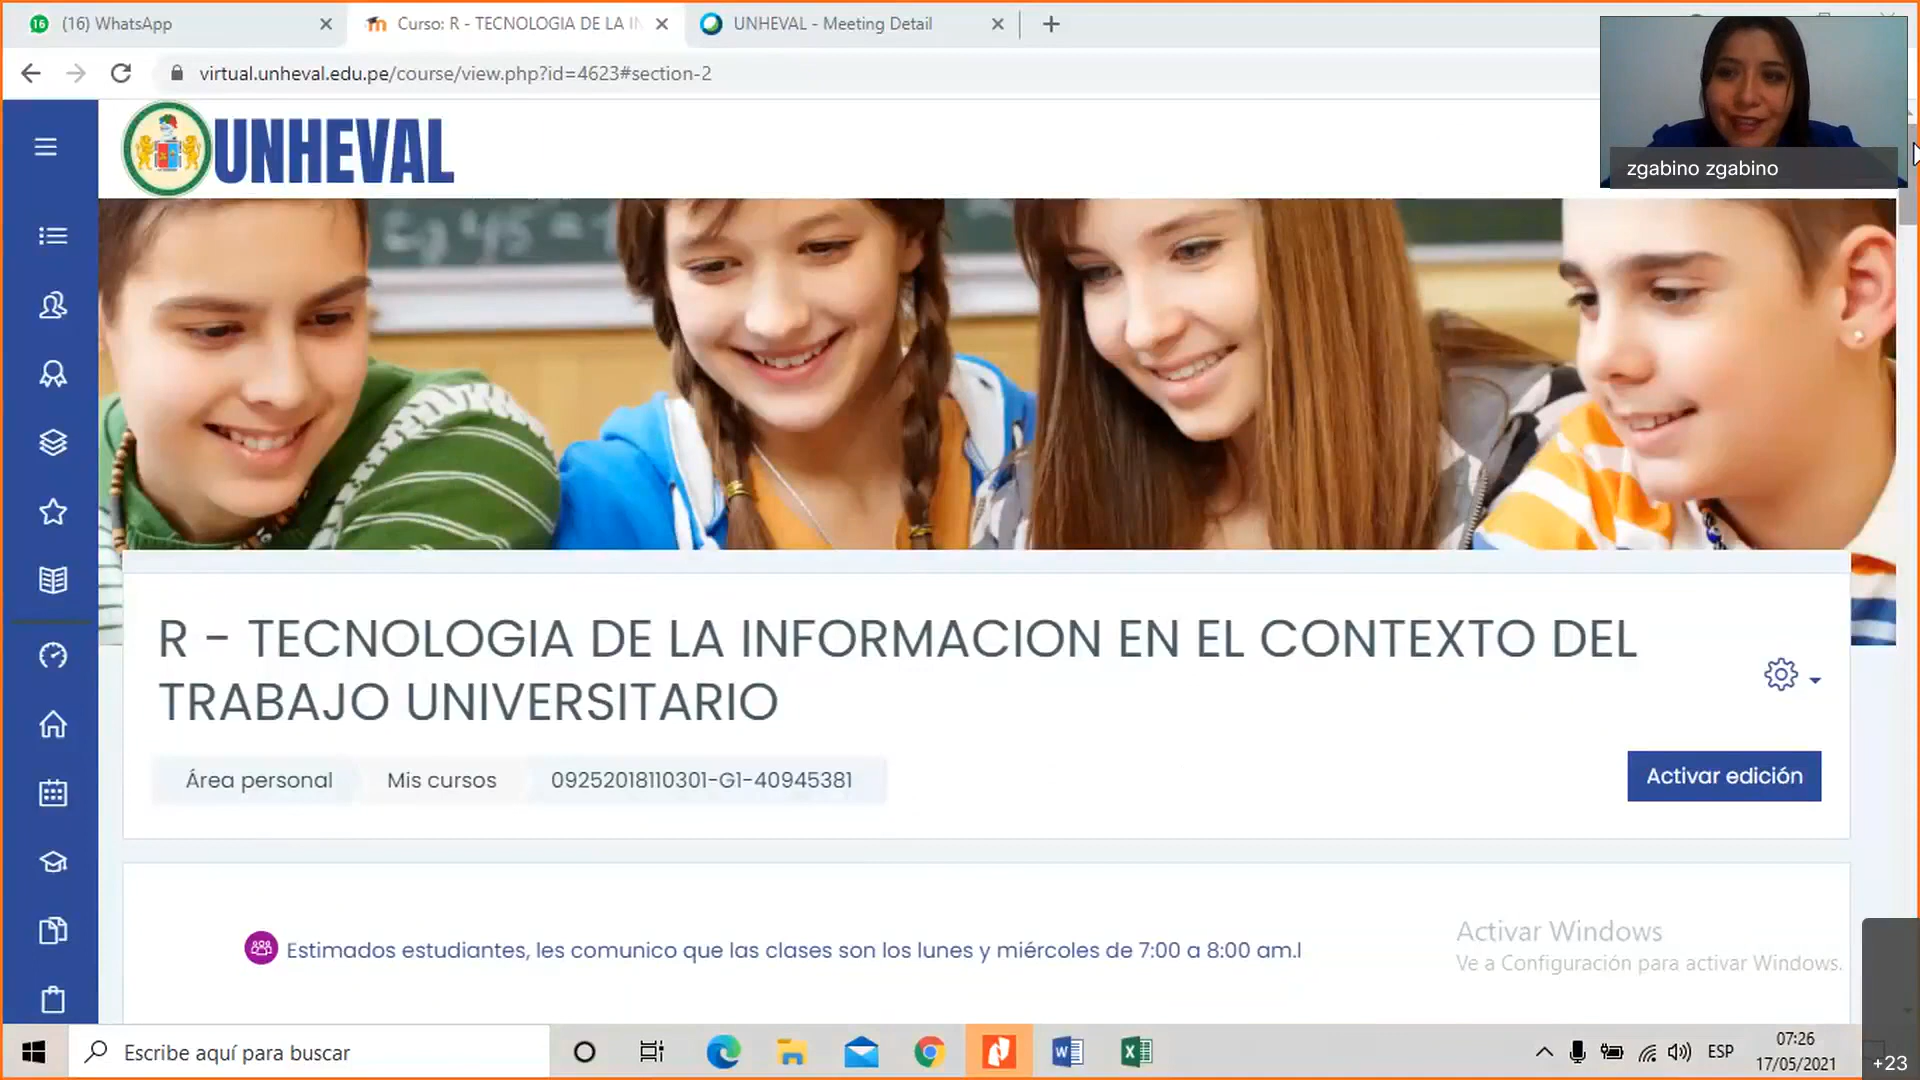 (16) WhatsApp
Curso: R - TECNOLOGIA DE LA IN
UNHEVAL - Meeting Detail
virtual.unheval.edu.pe/course/view.php?id=4623#section-2
UNHEVAL
zgabino zgabino
R - TECNOLOGIA DE LA INFORMACION EN EL CONTEXTO DEL
TRABAJO UNIVERSITARIO
Área personal
Mis cursos
09252018110301-G1-40945381
Activar edición
Estimados estudiantes, les comunico que las clases son los lunes y miércoles de 7:00 a 8:00 am.l
Activar Windows
Ve a Configuración para activar Windows.
Escribe aquí para buscar
ESP
07:26
17/05/2021
+23